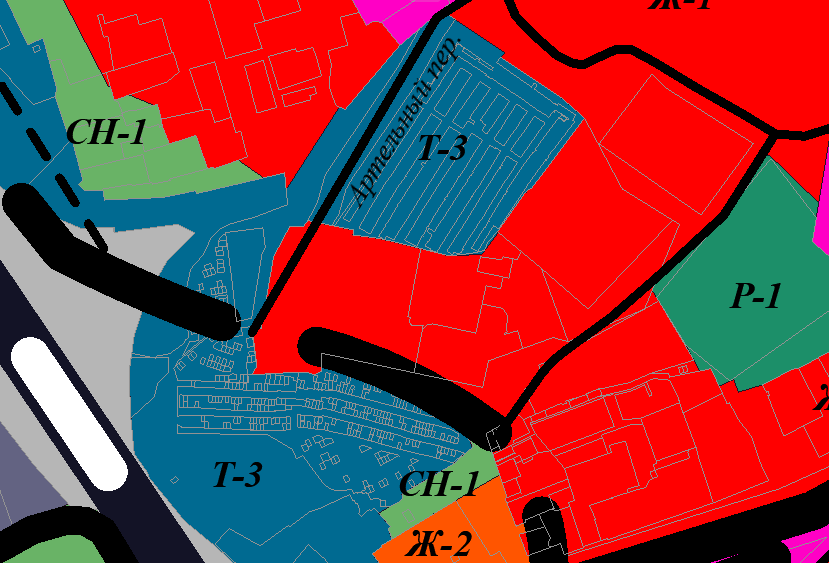 Ж-1
Артельный пер.
СН-1
Т-3
Р-1
Т-3
СН-1
Ж-2